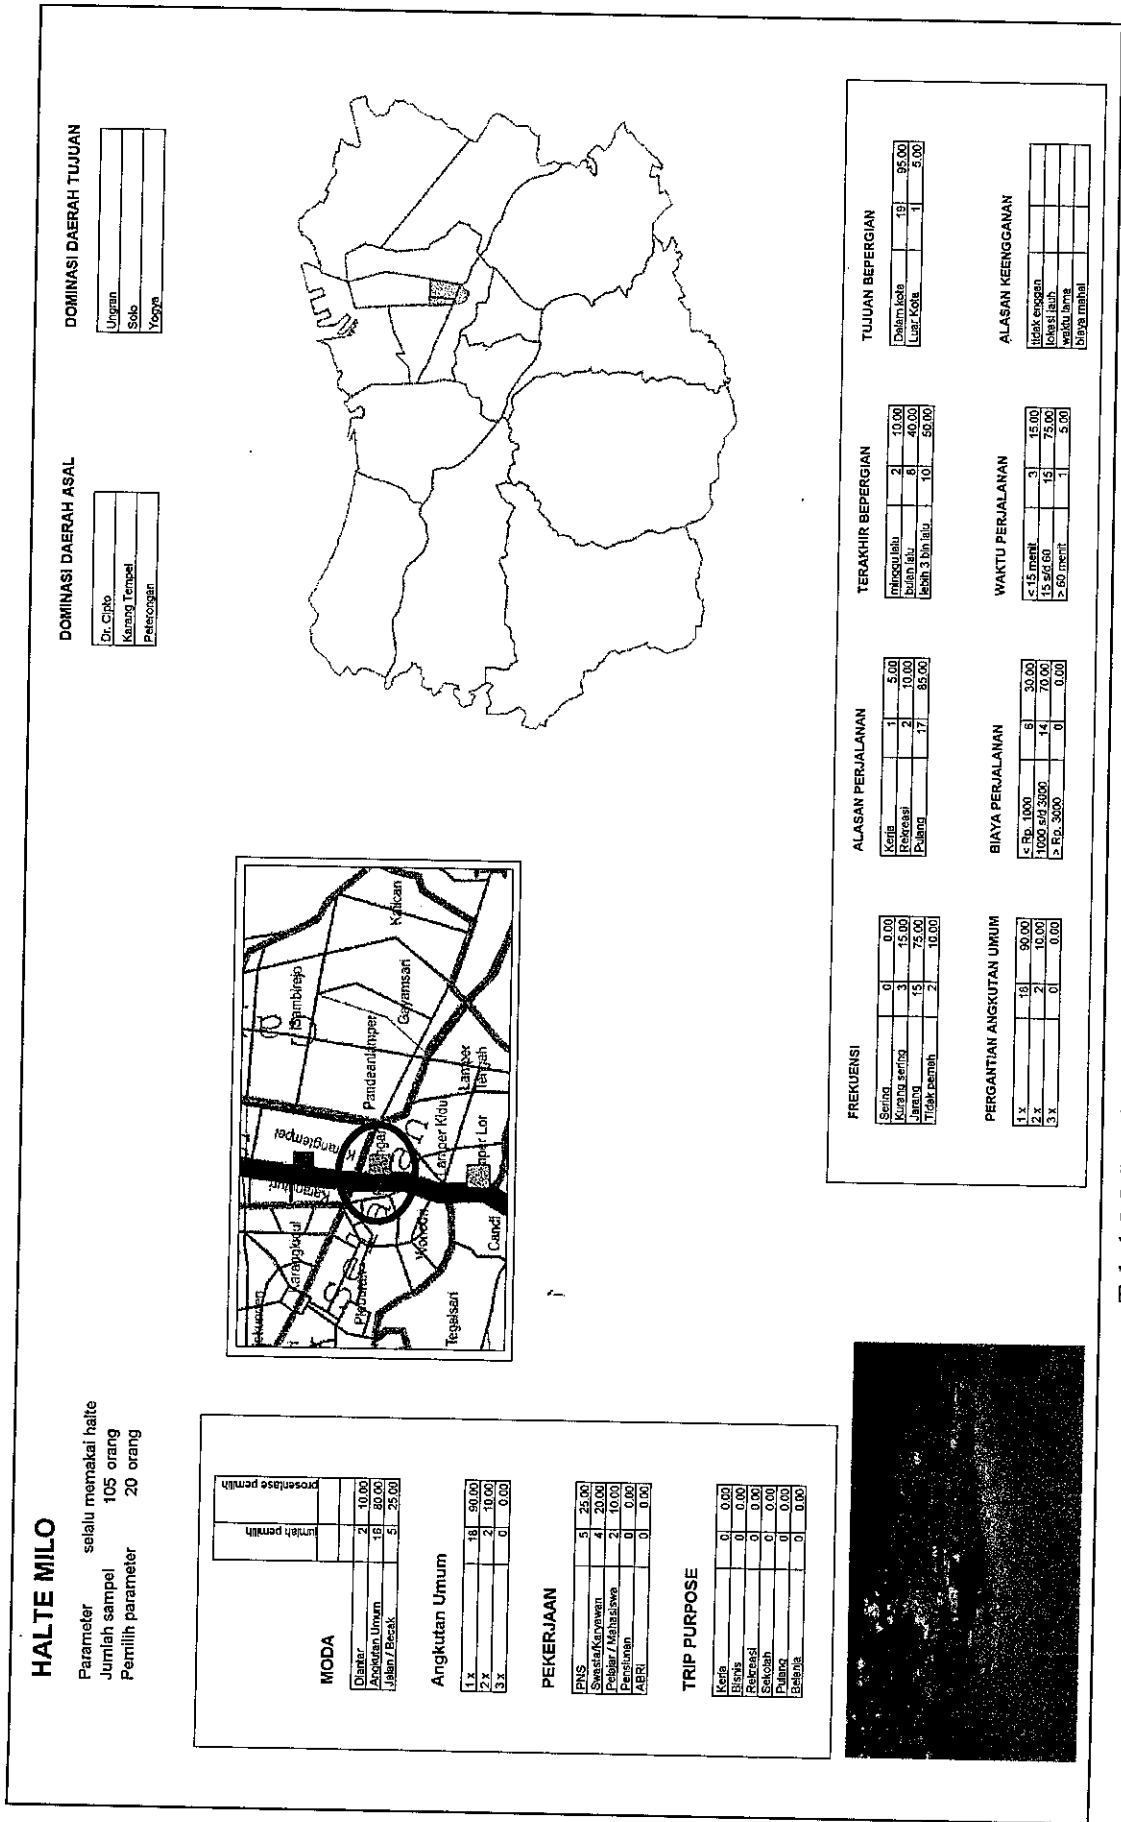 HALTE MILO
Parameter selalu memakai halte
Jumlah sampel 105 orang
Pemilih parameter 20 orang
DOMINASI DAERAH ASAL
Dr. Cipto
Karang Tempel
Peterongan
DOMINASI DAERAH TUJUAN
Ungran
Solo
Yogya
jumlah pemilih prosentase pemilih
MODA
Diantar 2 10.00
Angkutan Umum 16 80.00
Jalan / Becak 5 25.00
Angkutan Umum
1 x 18 90.00
2 x 2 10.00
3 x 0 0.00
PEKERJAAN
PNS 5 25.00
Swasta/Karyawan 4 20.00
Pelajar / Mahasiswa 2 10.00
Pensiunan 0 0.00
ABRI 0 0.00
TRIP PURPOSE
Kerja 0 0.00
Bisnis 0 0.00
Rekreasi 0 0.00
Sekolah 0 0.00
Pulang 0 0.00
Belanja 0 0.00
Karangkidul
Sambirejo
Pandeanlamper
Gayamsari
Kalican
Lamper Kidul
Lamper
Tengah
Wonodri
Candi
Tegalsari
FREKUENSI
Sering 0 0.00
Kurang sering 3 15.00
Jarang 15 75.00
Tidak pernah 2 10.00
ALASAN PERJALANAN
Kerja 1 5.00
Rekreasi 2 10.00
Pulang 17 85.00
TERAKHIR BEPERGIAN
minggu lalu 2 10.00
bulan lalu 8 40.00
lebih 3 bln lalu 10 50.00
TUJUAN BEPERGIAN
Dalam kota 19 95.00
Luar Kota 1 5.00
PERGANTIAN ANGKUTAN UMUM
1 x 18 90.00
2 x 2 10.00
3 x 0 0.00
BIAYA PERJALANAN
< Rp. 1000 6 30.00
1000 s/d 3000 14 70.00
> Rp. 3000 0 0.00
WAKTU PERJALANAN
< 15 menit 3 15.00
15 s/d 60 15 75.00
> 60 menit 1 5.00
ALASAN KEENGGANAN
tidak enggan
lokasi jauh
waktu lama
biaya mahal